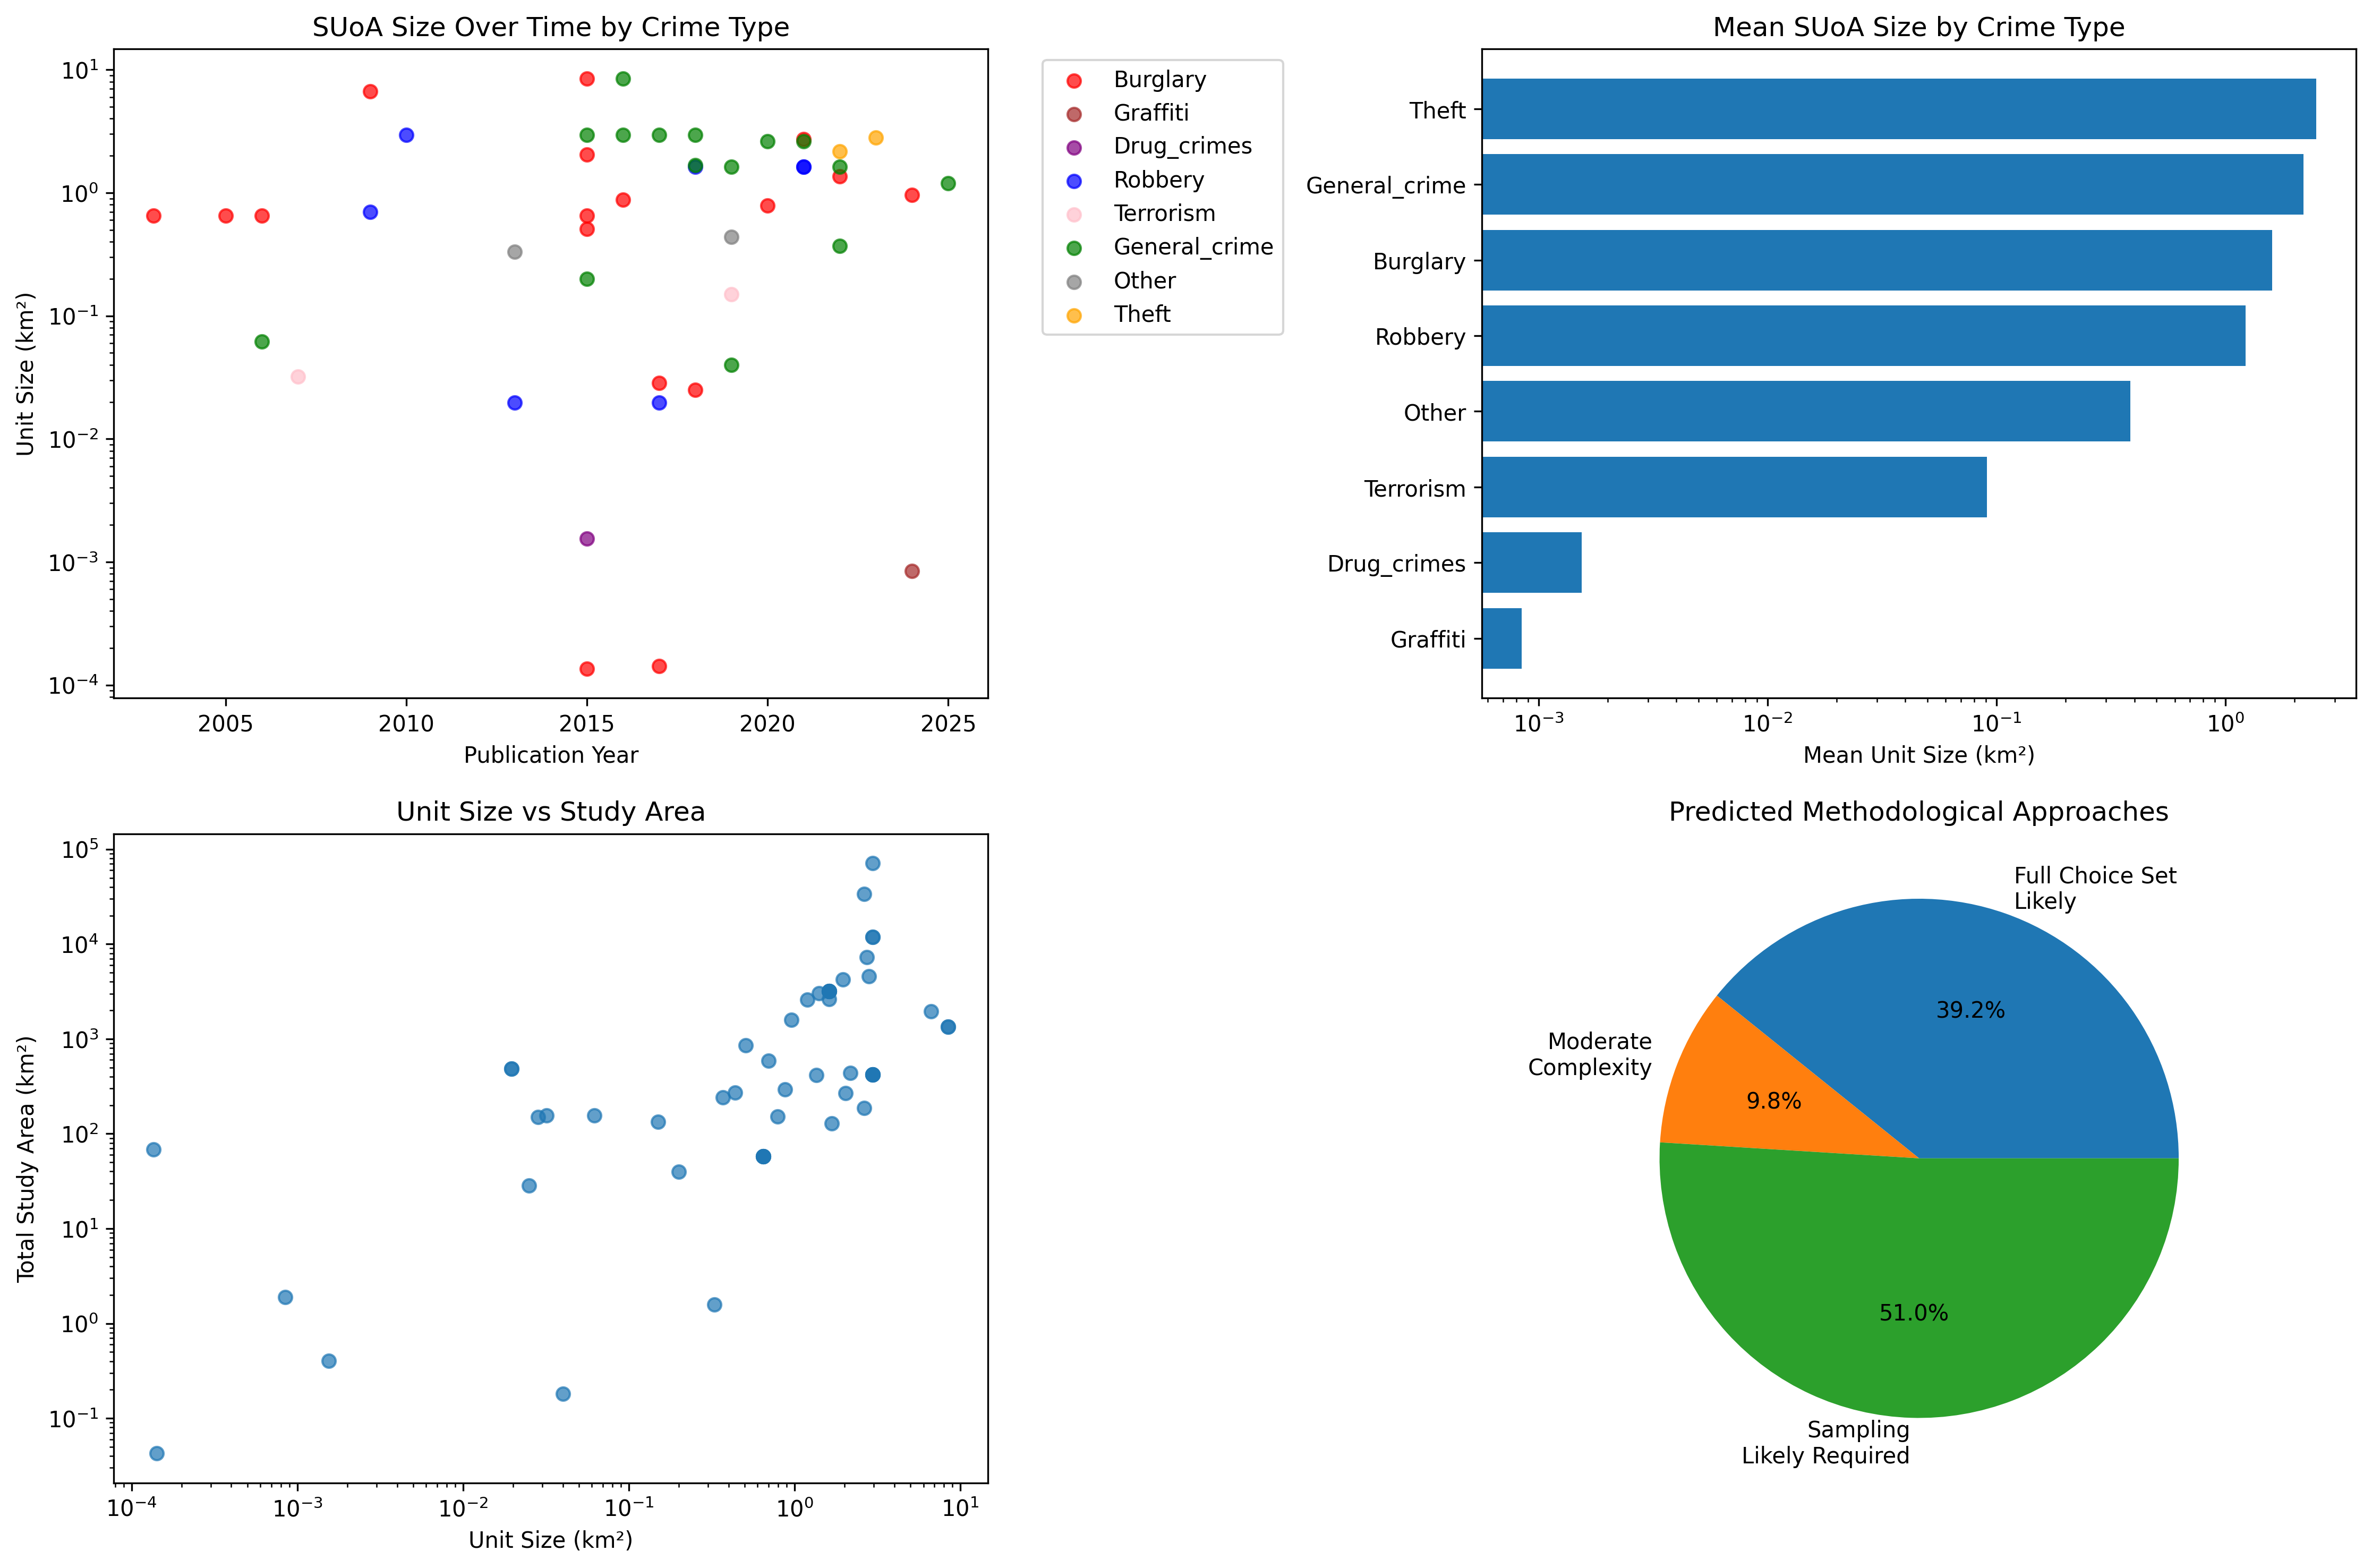 SUoA Size Over Time by Crime Type
10¹
10⁰
10⁻¹
10⁻²
10⁻³
10⁻⁴
Unit Size (km²)
2005
2010
2015
2020
2025
Publication Year
Burglary
Graffiti
Drug_crimes
Robbery
Terrorism
General_crime
Other
Theft
Mean SUoA Size by Crime Type
Theft
General_crime
Burglary
Robbery
Other
Terrorism
Drug_crimes
Graffiti
10⁻³
10⁻²
10⁻¹
10⁰
Mean Unit Size (km²)
Unit Size vs Study Area
10⁵
10⁴
10³
10²
10¹
10⁰
10⁻¹
Total Study Area (km²)
10⁻⁴
10⁻³
10⁻²
10⁻¹
10⁰
10¹
Unit Size (km²)
Predicted Methodological Approaches
Full Choice Set
Likely
39.2%
Moderate
Complexity
9.8%
51.0%
Sampling
Likely Required